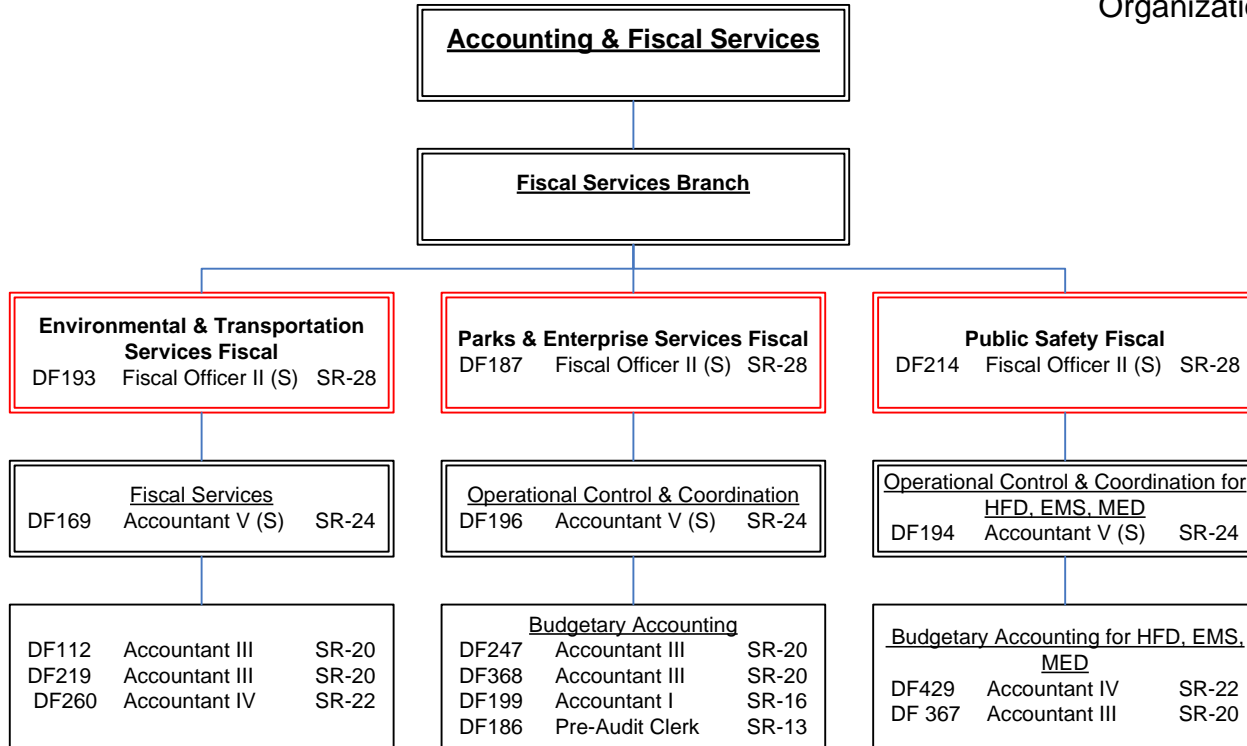 Organizatio
Accounting & Fiscal Services
Fiscal Services Branch
Environmental & Transportation
Services Fiscal
DF193 Fiscal Officer II (S) SR-28
Parks & Enterprise Services Fiscal
DF187 Fiscal Officer II (S) SR-28
Public Safety Fiscal
DF214 Fiscal Officer II (S) SR-28
Fiscal Services
DF169 Accountant V (S) SR-24
Operational Control & Coordination
DF196 Accountant V (S) SR-24
Operational Control & Coordination for
HFD, EMS, MED
DF194 Accountant V (S) SR-24
DF112 Accountant III SR-20
DF219 Accountant III SR-20
DF260 Accountant IV SR-22
Budgetary Accounting
DF247 Accountant III SR-20
DF368 Accountant III SR-20
DF199 Accountant I SR-16
DF186 Pre-Audit Clerk SR-13
Budgetary Accounting for HFD, EMS,
MED
DF429 Accountant IV SR-22
DF 367 Accountant III SR-20